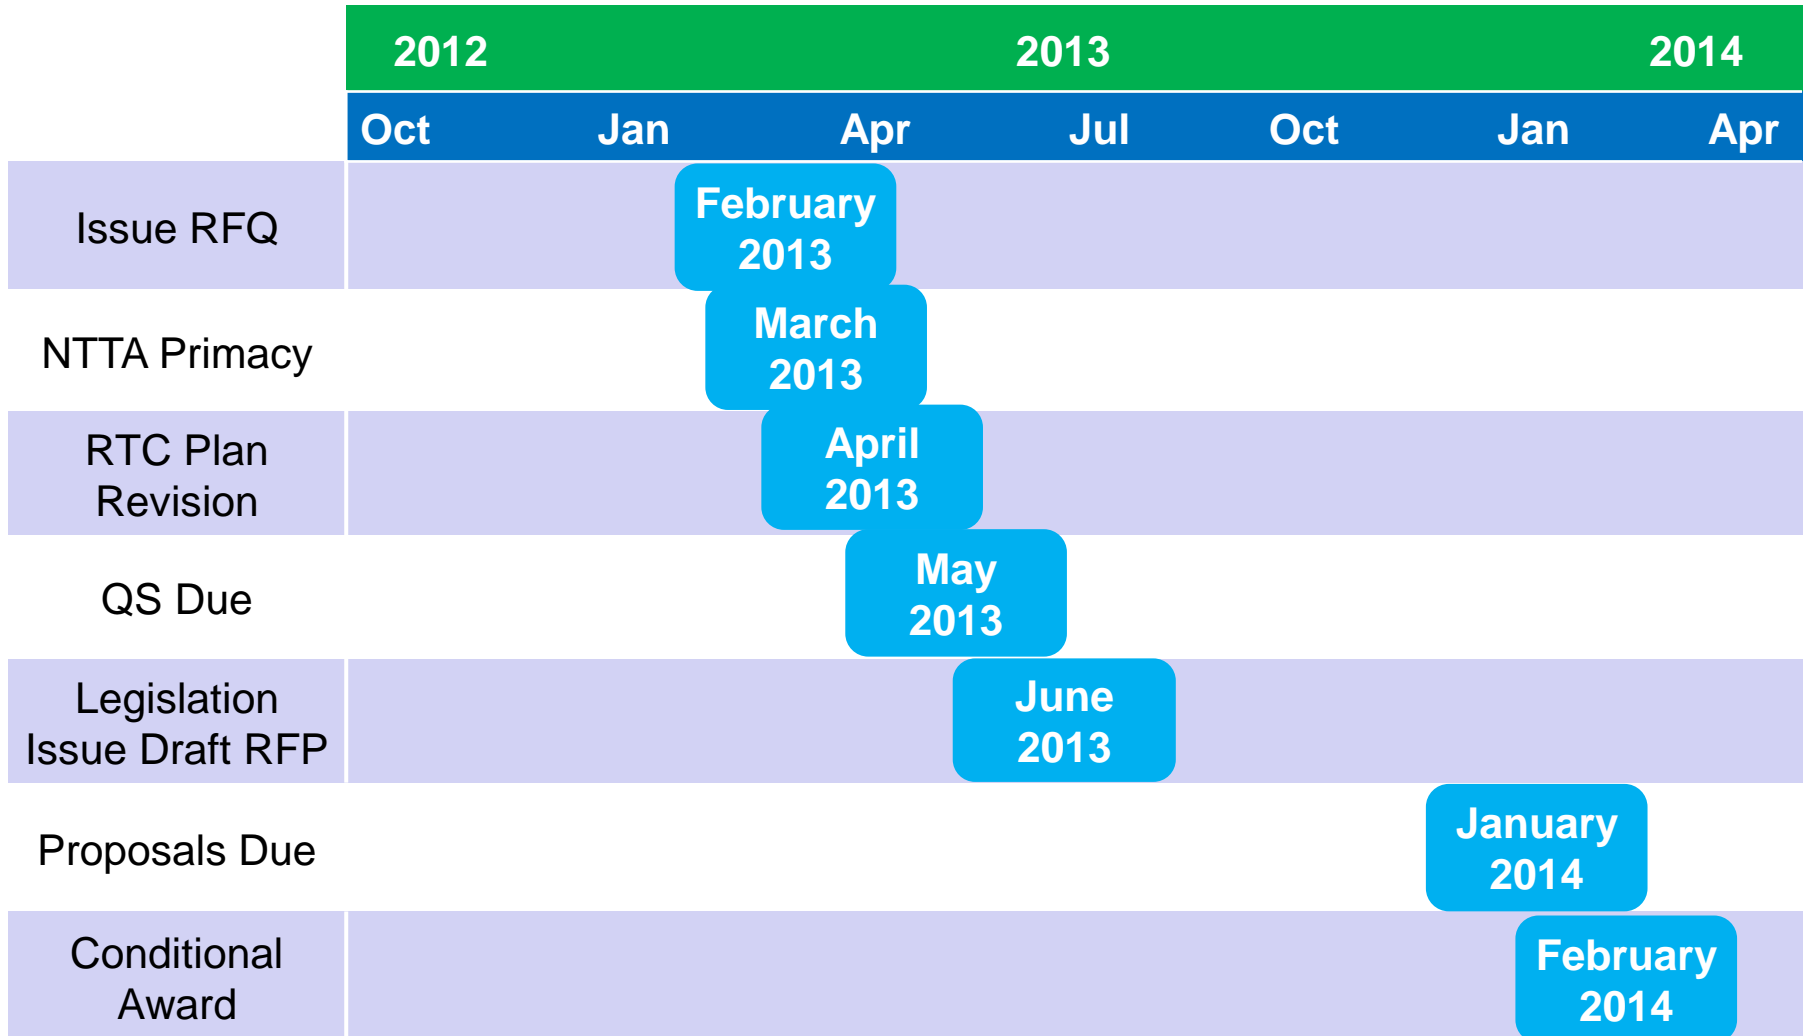 2012 2013 2014
Oct Jan Apr Jul Oct Jan Apr
Issue RFQ
February
2013
NTTA Primacy
March
2013
RTC Plan
Revision
April
2013
QS Due
May
2013
Legislation
Issue Draft RFP
June
2013
Proposals Due
January
2014
Conditional
Award
February
2014